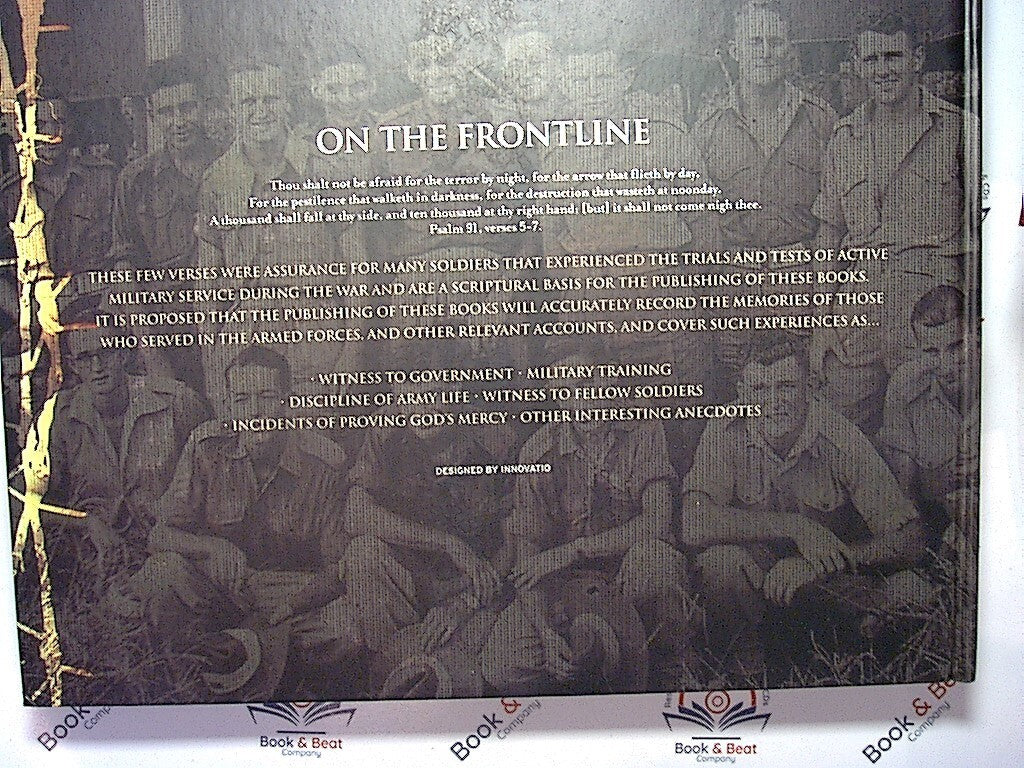 ON THE FRONTLINE
Thou shalt not be afraid for the terror by night, for the arrow that flieth by day,
For the pestilence that walketh in darkness, for the destruction that wasteth at noonday.
A thousand shall fall at thy side, and ten thousand at thy right hand; [but] it shall not come nigh thee.
Psalm 91, verses 5-7.
THESE FEW VERSES WERE ASSURANCE FOR MANY SOLDIERS THAT EXPERIENCED THE TRIALS AND TESTS OF ACTIVE
MILITARY SERVICE DURING THE WAR AND ARE A SCRIPTURAL BASIS FOR THE PUBLISHING OF THESE BOOKS.
IT IS PROPOSED THAT THE PUBLISHING OF THESE BOOKS WILL ACCURATELY RECORD THE MEMORIES OF THOSE
WHO SERVED IN THE ARMED FORCES, AND OTHER RELEVANT ACCOUNTS, AND COVER SUCH EXPERIENCES AS...
· WITNESS TO GOVERNMENT · MILITARY TRAINING
· DISCIPLINE OF ARMY LIFE · WITNESS TO FELLOW SOLDIERS
· INCIDENTS OF PROVING GOD'S MERCY · OTHER INTERESTING ANECDOTES
DESIGNED BY INNOVATIO
Book
Company
Book & Beat
Company
Book &
Company
Book & Beat
Company
Book & Be
Company